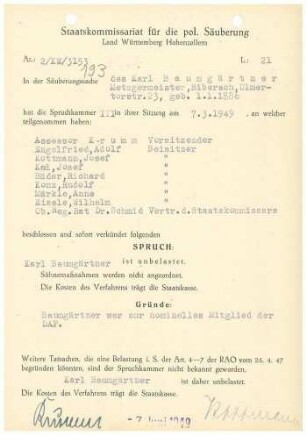 Staatskommissariat für die pol. Säuberung
Land Württemberg Hohenzollern
Az.: 2/XW/3153
193
L: 21
In der Säuberungssache
des Karl Baumgärtner
Metzgermeister, Biberach, Ulmer-
torstr.23, geb. 1.1.1886
hat die Spruchkammer III in ihrer Sitzung am 7.3.1949, an welcher
teilgenommen haben:
Assessor K-r-u-m-m Vorsitzender
Engelfried, Adolf Beisitzer
Kottmann, Josef "
Josef "
Bader, Richard "
Konz, Rudolf "
Märkle, Anne "
Eisele, Wilhelm "
Ob.Reg.Rat Dr. Schmid Vertr.d.Staatskommissars
beschlossen und sofort verkündet folgenden
SPRUCH:
Karl Baumgärtner ist unbelastet.
Sühnemaßnahmen werden nicht angeordnet.
Die Kosten des Verfahrens trägt die Staatskasse.
Gründe:
Baumgärtner war nur nominelles Mitglied der
DAF.
Weitere Tatsachen, die eine Belastung i. S. der Art. 4—7 der RAO vom 24. 4. 47
begründen könnten, sind der Spruchkammer nicht bekannt geworden.
Karl Baumgärtner ist daher unbelastet.
Die Kosten des Verfahrens trägt die Staatskasse.
Krumm
1949
Kottmann